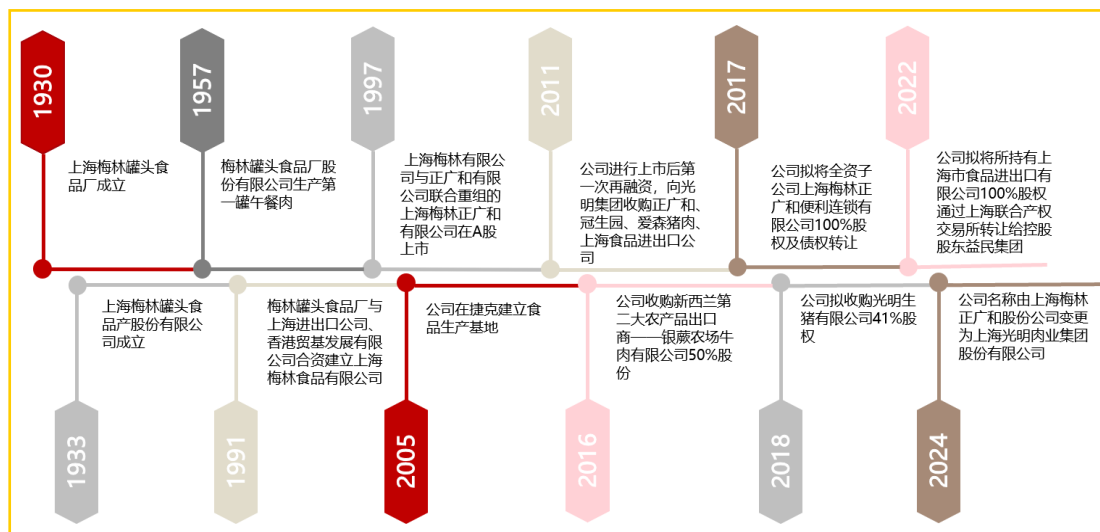 1930
上海梅林罐头食
品厂成立
1933
上海梅林罐头食
品产股份有限公
司成立
1957
梅林罐头食品厂股
份有限公司生产第
一罐午餐肉
1991
梅林罐头食品厂与
上海进出口公司、
香港贸基发展有限
公司合资建立上海
梅林食品有限公司
1997
上海梅林有限公
司与正广和有限
公司联合重组的
上海梅林正广和
有限公司在A股
上市
2005
公司在捷克建立食
品生产基地
2011
公司进行上市后第
一次再融资，向光
明集团收购正广和、
冠生园、爱森猪肉、
上海食品进出口公
司
2016
公司收购新西兰第
二大农产品出口
商——银蕨农场牛
肉有限公司50%股
份
2017
公司拟将全资子
公司上海梅林正
广和便利连锁有
限公司100%股
权及债权转让
2018
公司拟收购光明生
猪有限公司41%股
权
2022
公司拟将所持有上
海市食品进出口有
限公司100%股权
通过上海联合产权
交易所转让给控股
股东益民集团
2024
公司名称由上海梅林
正广和股份公司变更
为上海光明肉业集团
股份有限公司